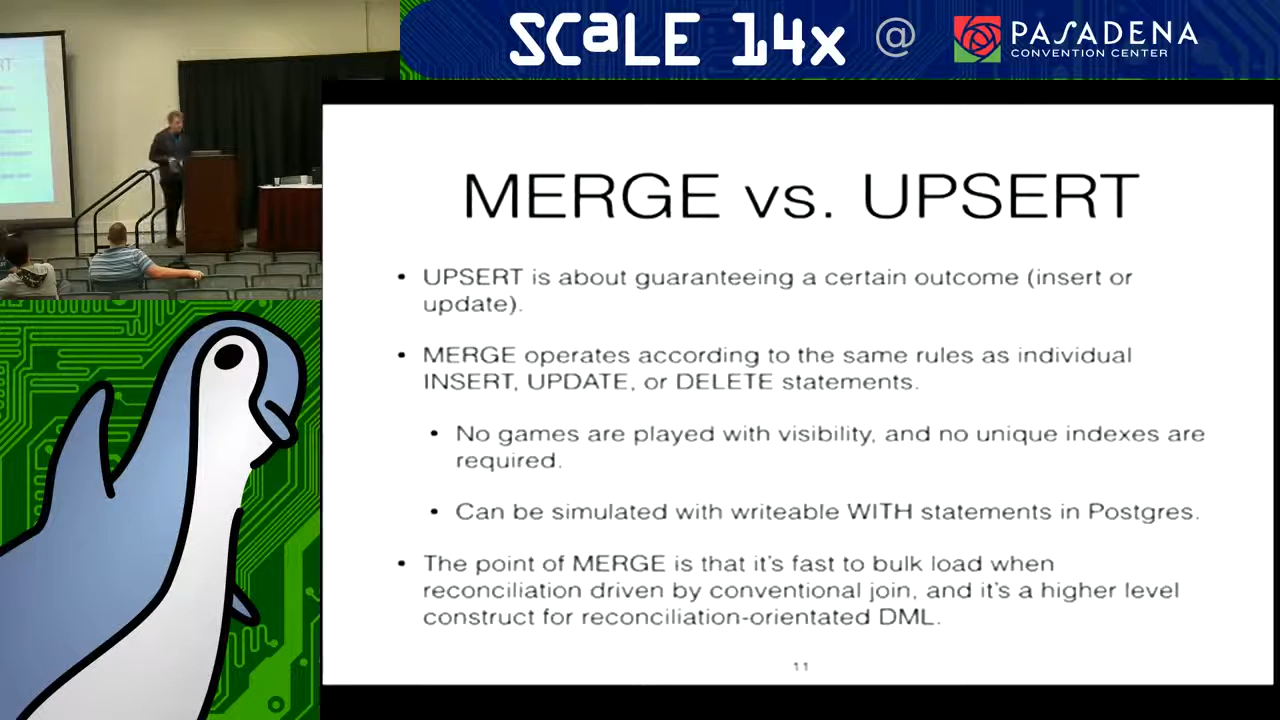 SCaLE 14x @ PASADENA
CONVENTION CENTER
MERGE vs. UPSERT
• UPSERT is about guaranteeing a certain outcome (insert or
update).
• MERGE operates according to the same rules as individual
INSERT, UPDATE, or DELETE statements.
• No games are played with visibility, and no unique indexes are
required.
• Can be simulated with writeable WITH statements in Postgres.
• The point of MERGE is that it's fast to bulk load when
reconciliation driven by conventional join, and it's a higher level
construct for reconciliation-orientated DML.
11